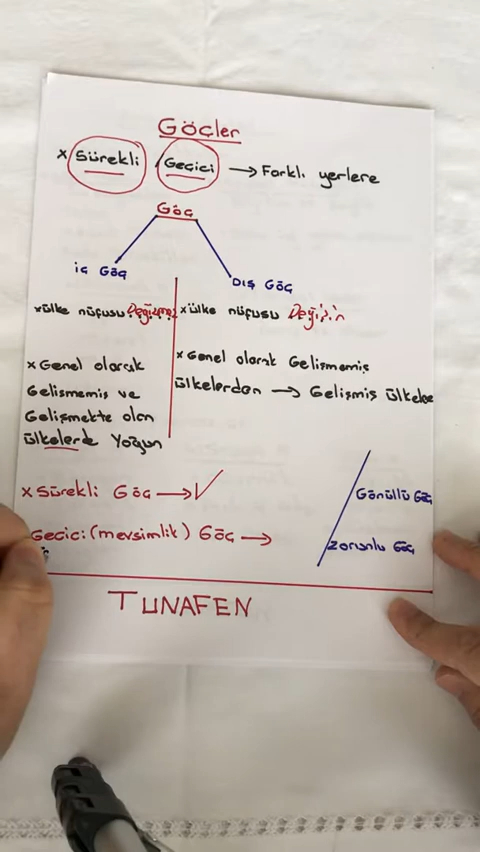 Göçler
x Sürekli / Geçici → Farklı yerlere
Göç
iç Göç
Dış Göç
xülke nüfusu Değişmez
xülke nüfusu Değişir
x Genel olarak
Gelişmemiş ve
Gelişmekte olan
ülkelerde Yoğun
x Genel olarak Gelişmemiş
ülkelerden → Gelişmiş ülkelere
x Sürekli Göç → ✓
Geçici (mevsimlik) Göç →
Gönüllü Göç
Zorunlu Göç
TUNAFEN